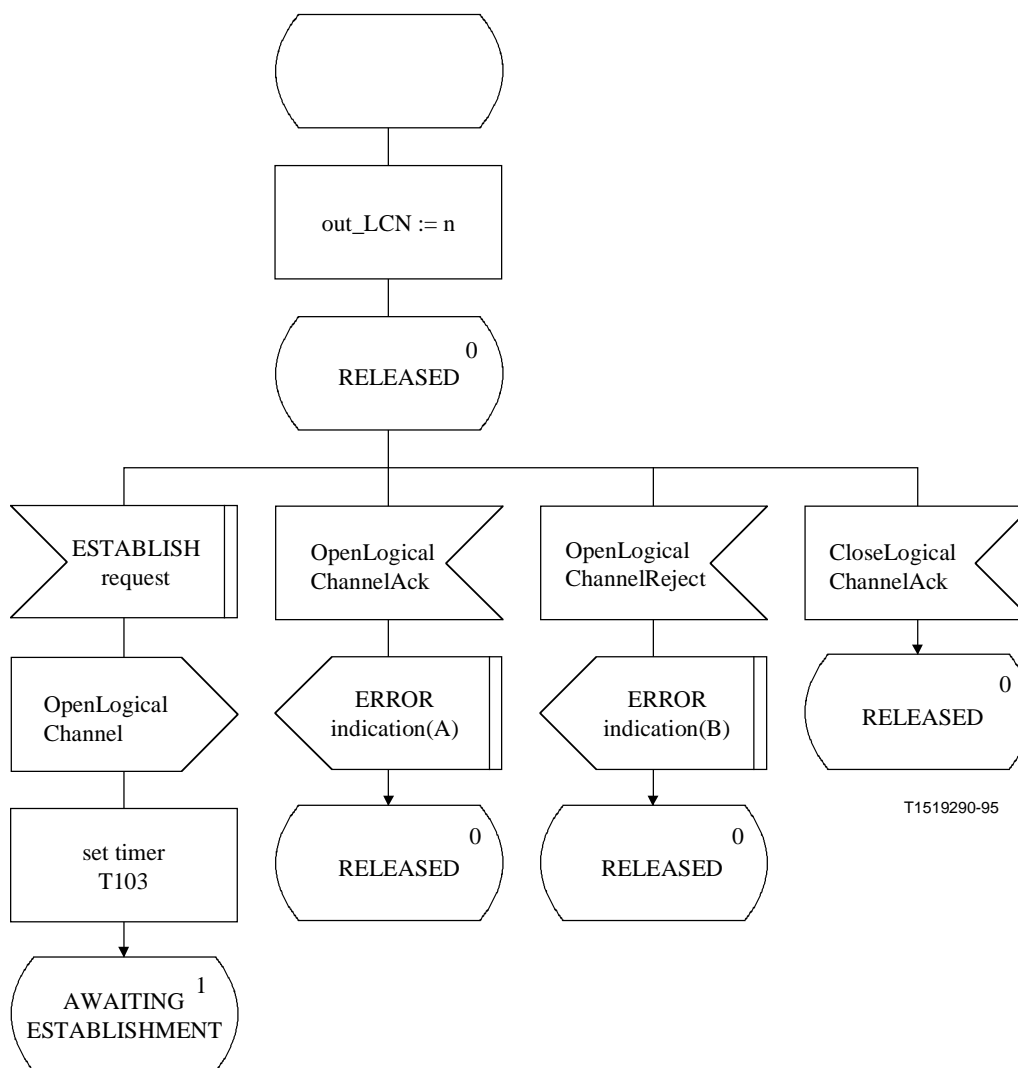 out_LCN := n
0
RELEASED
ESTABLISH
request
OpenLogical
ChannelAck
OpenLogical
ChannelReject
CloseLogical
ChannelAck
OpenLogical
Channel
ERROR
indication(A)
ERROR
indication(B)
0
RELEASED
set timer
T103
0
RELEASED
0
RELEASED
T1519290-95
1
AWAITING
ESTABLISHMENT